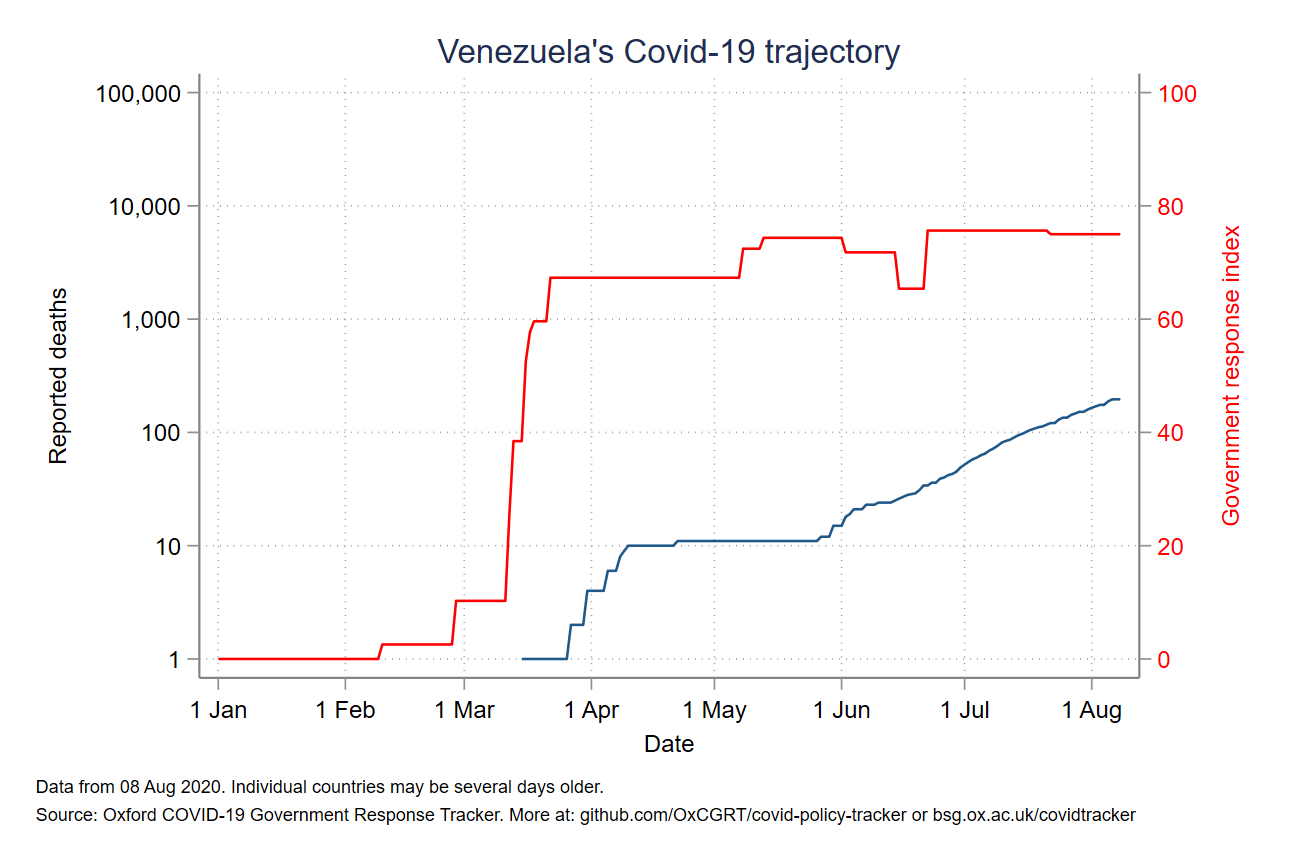 Venezuela's Covid-19 trajectory
100,000
10,000
1,000
100
10
1
Reported deaths
100
80
60
40
20
0
Government response index
1 Jan 1 Feb 1 Mar 1 Apr 1 May 1 Jun 1 Jul 1 Aug
Date
Data from 08 Aug 2020. Individual countries may be several days older.
Source: Oxford COVID-19 Government Response Tracker. More at: github.com/OxCGRT/covid-policy-tracker or bsg.ox.ac.uk/covidtracker